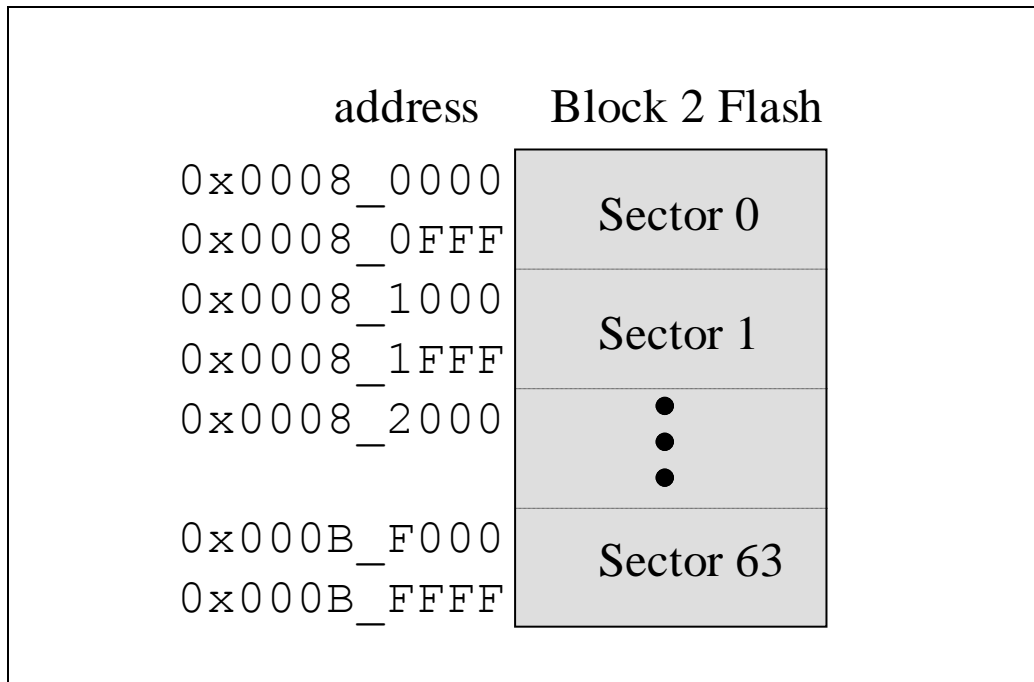 address Block 2 Flash
0x0008_0000
Sector 0
0x0008_0FFF
0x0008_1000
Sector 1
0x0008_1FFF
0x0008_2000
0x000B_F000
Sector 63
0x000B_FFFF